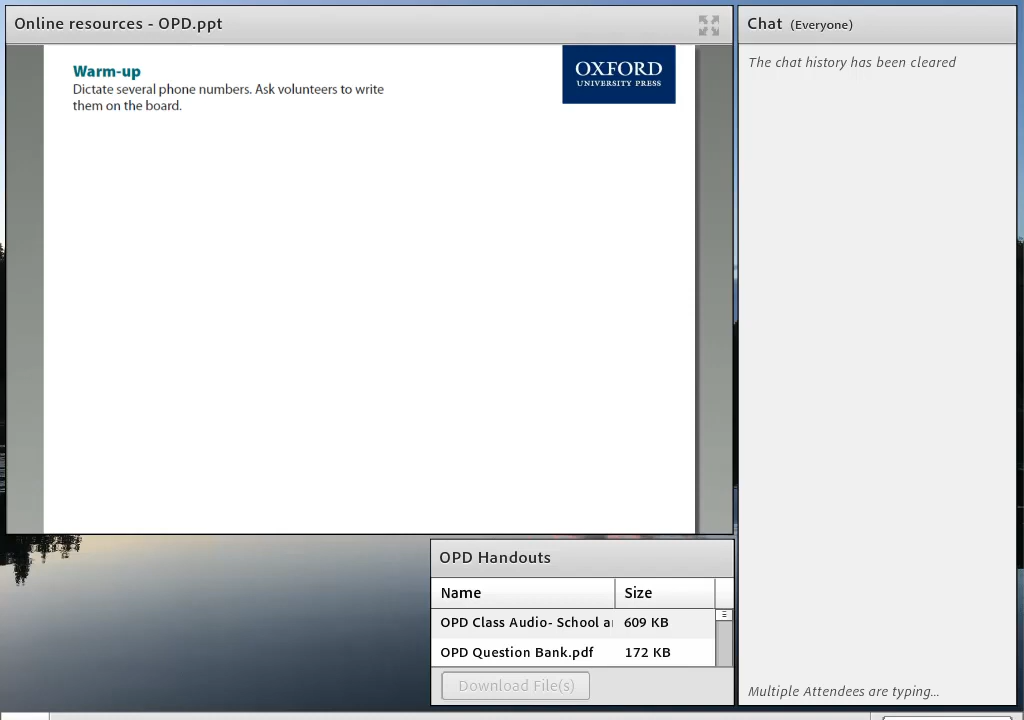 Online resources - OPD.ppt
Warm-up
Dictate several phone numbers. Ask volunteers to write
them on the board.
OXFORD
UNIVERSITY PRESS
Chat (Everyone)
The chat history has been cleared
Multiple Attendees are typing...
OPD Handouts
Name Size
OPD Class Audio- School 609 KB
OPD Question Bank.pdf 172 KB
Download File(s)